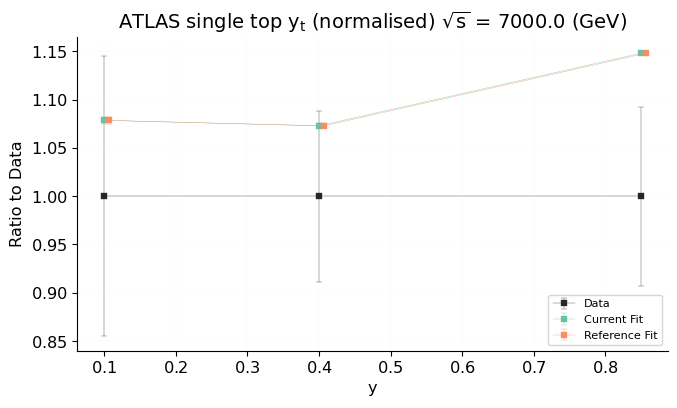 ATLAS single top yt (normalised) √s = 7000.0 (GeV)
1.15
1.10
1.05
1.00
0.95
0.90
0.85
Ratio to Data
0.1 0.2 0.3 0.4 0.5 0.6 0.7 0.8
y
Data
Current Fit
Reference Fit